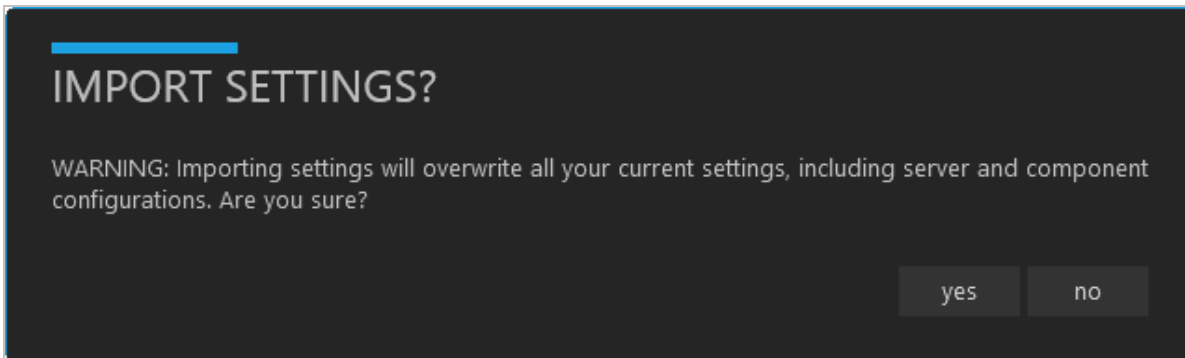 IMPORT SETTINGS?
WARNING: Importing settings will overwrite all your current settings, including server and component
configurations. Are you sure?
yes no